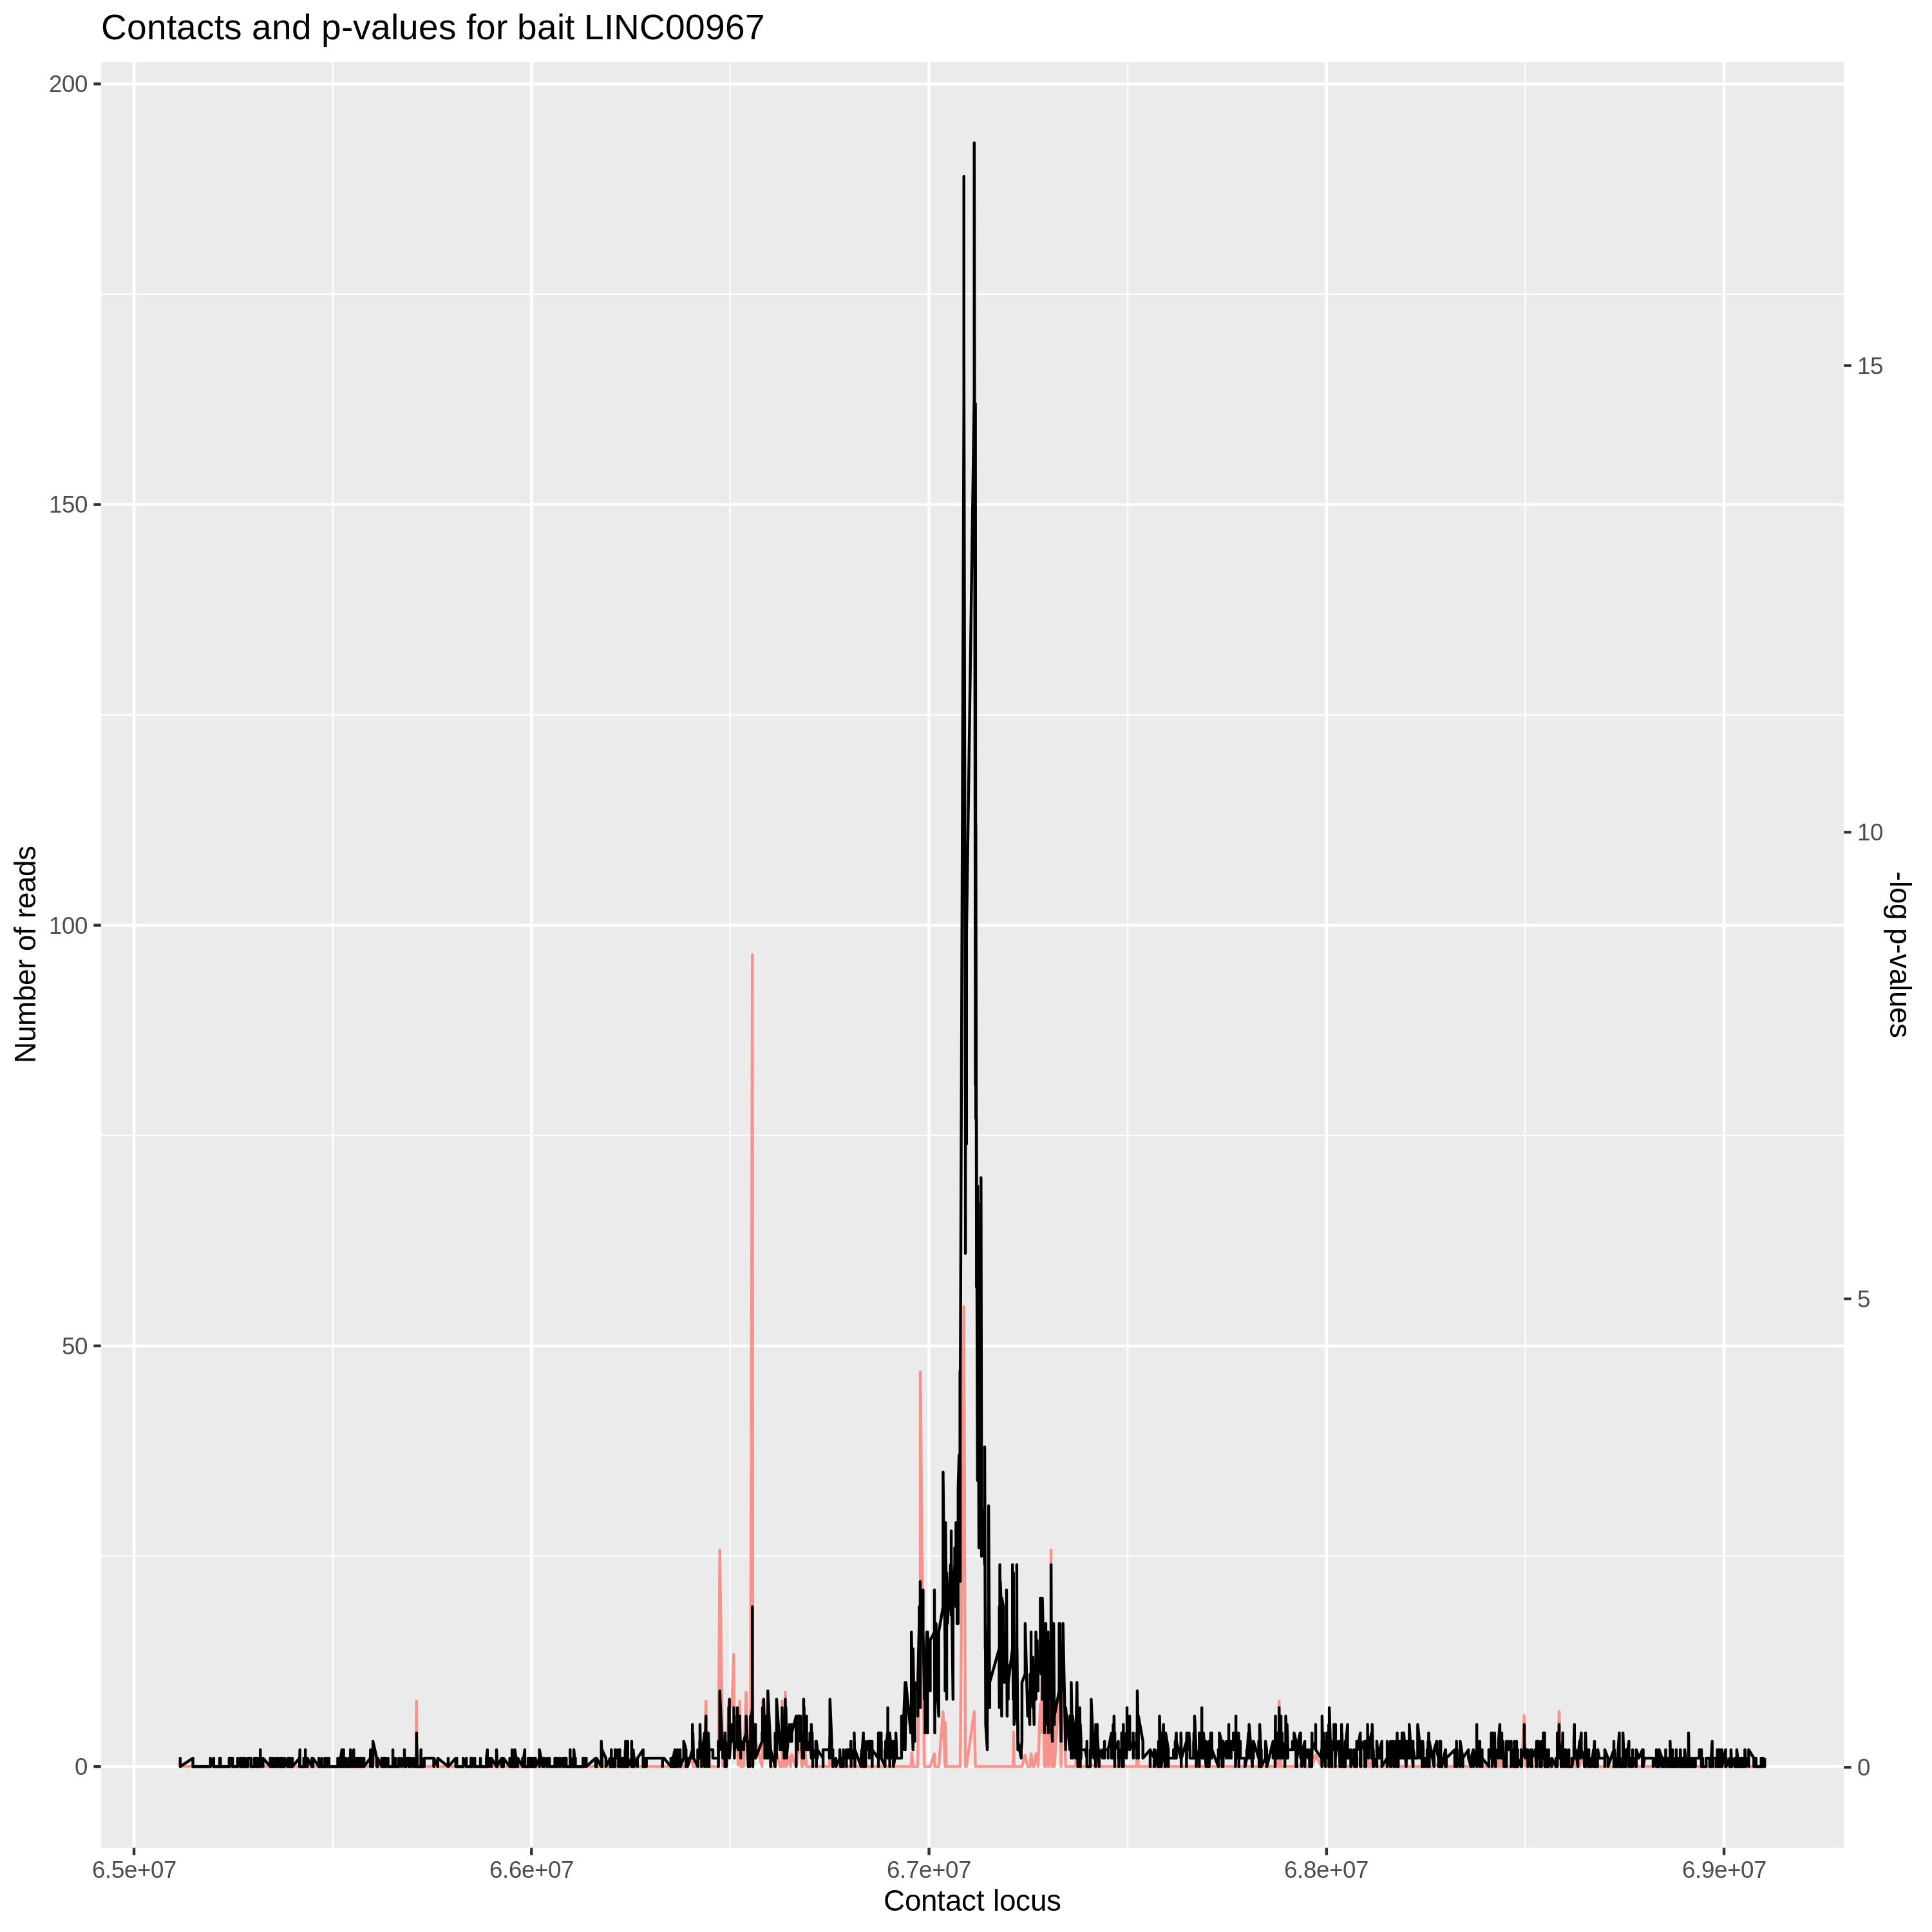 Contacts and p-values for bait LINC00967
200
150
100
50
0
Number of reads
15
10
5
0
-log p-values
6.5e+07
6.6e+07
6.7e+07
6.8e+07
6.9e+07
Contact locus